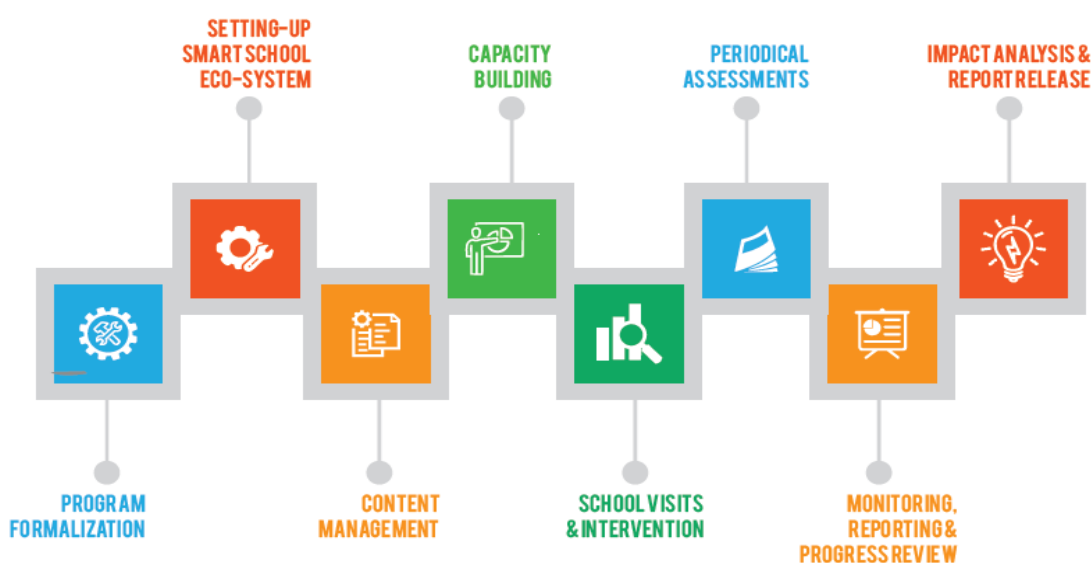 SETTING-UP
SMART SCHOOL
ECO-SYSTEM
CAPACITY
BUILDING
PERIODICAL
ASSESSMENTS
IMPACT ANALYSIS &
REPORT RELEASE
PROGRAM
FORMALIZATION
CONTENT
MANAGEMENT
SCHOOL VISITS
& INTERVENTION
MONITORING,
REPORTING &
PROGRESS REVIEW